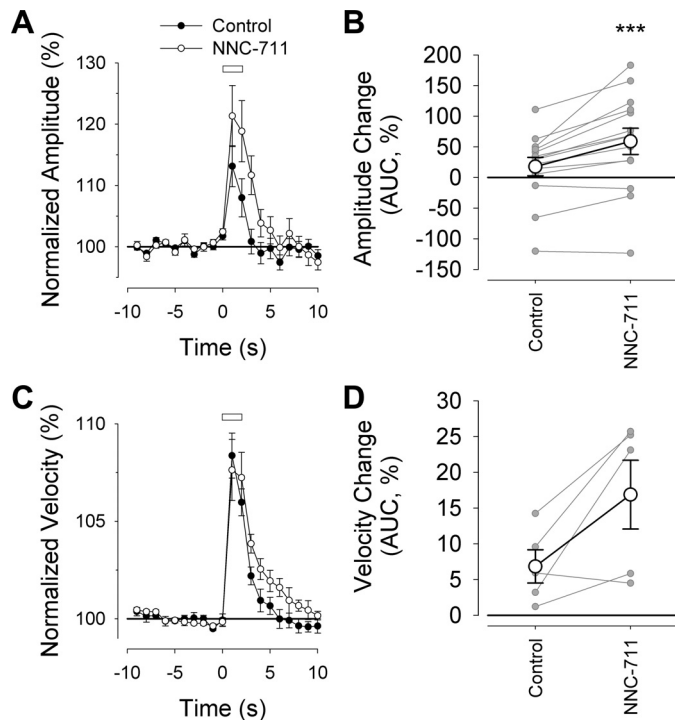 A
Control
NNC-711
Normalized Amplitude (%)
130
120
110
100
-10
-5
0
5
10
Time (s)
B
***
Amplitude Change
(AUC, %)
200
150
100
50
0
-50
-100
-150
Control
NNC-711
C
Normalized Velocity (%)
110
105
100
-10
-5
0
5
10
Time (s)
D
Velocity Change
(AUC, %)
30
25
20
15
10
5
0
Control
NNC-711